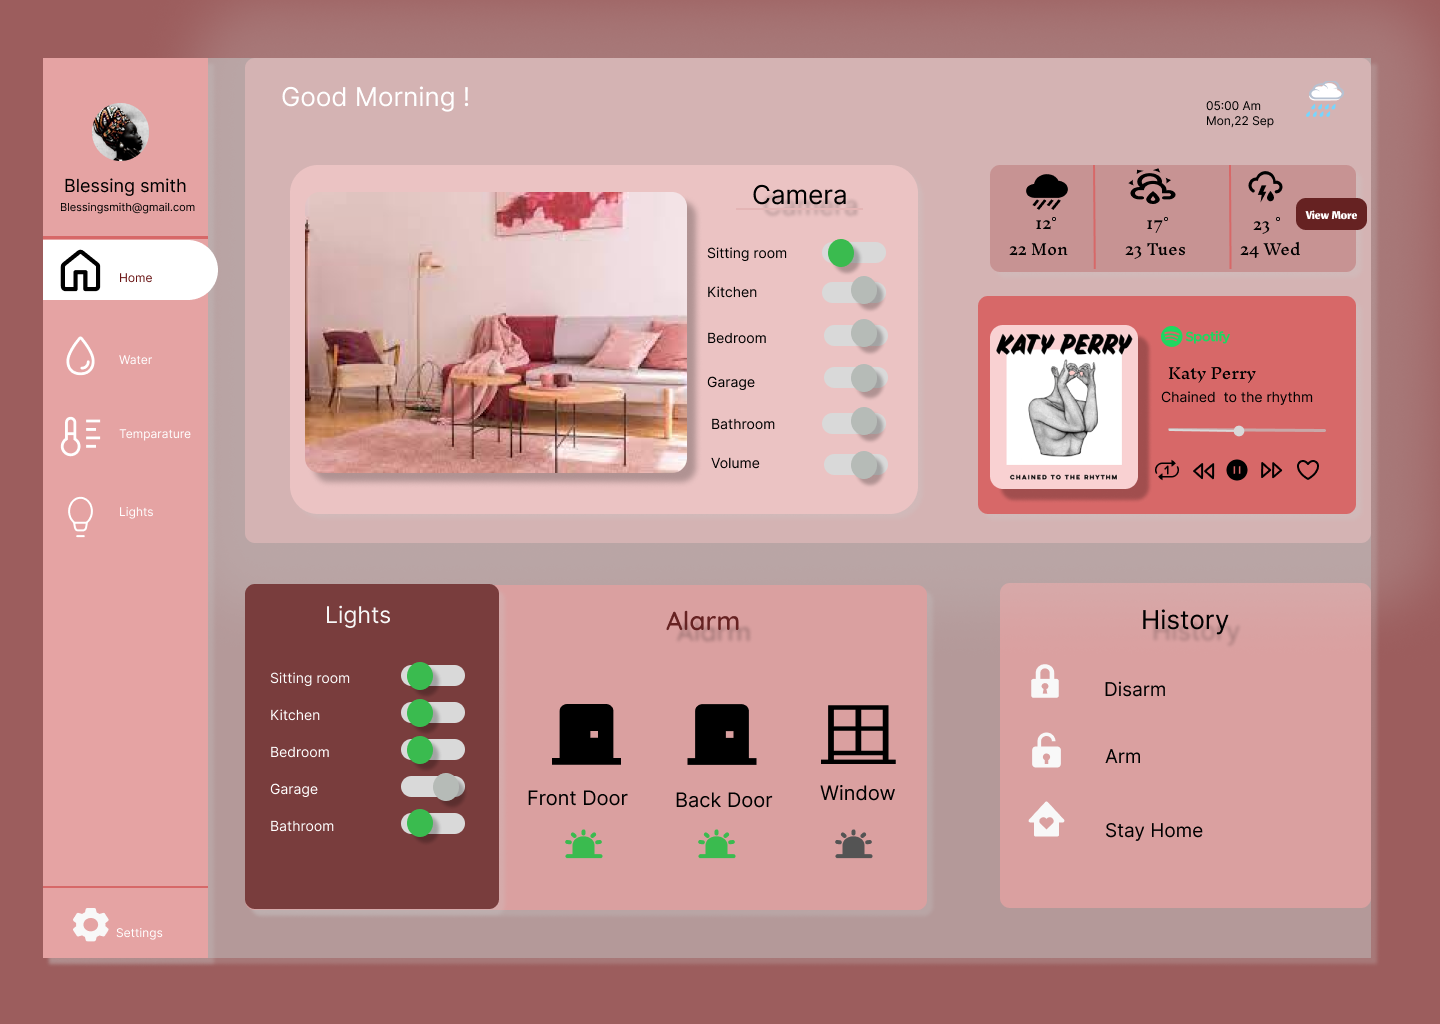 Good Morning !
05:00 Am
Mon,22 Sep
Blessing smith
Blessingsmith@gmail.com
Home
Water
Temparature
Lights
Settings
Camera
Sitting room
Kitchen
Bedroom
Garage
Bathroom
Volume
12°
22 Mon
17°
23 Tues
23 °
24 Wed
View More
KATY PERRY
CHAINED TO THE RHYTHM
Spotify
Katy Perry
Chained to the rhythm
1
Lights
Sitting room
Kitchen
Bedroom
Garage
Bathroom
Alarm
Front Door
Back Door
Window
History
Disarm
Arm
Stay Home